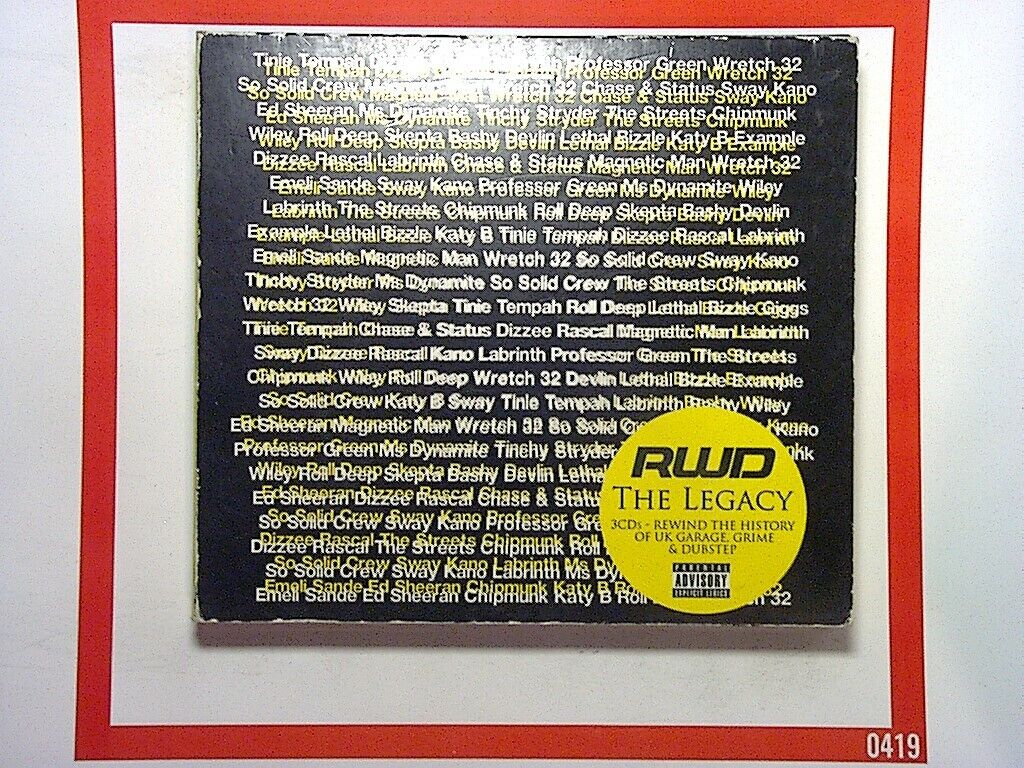 Tinie Tempah Professor Green Wretch 32
So Solid Crew Magnetic Man Wretch 32 Chase & Status Sway Kano
Ed Sheeran Ms Dynamite Tinchy Stryder The Streets Chipmunk
Wiley Roll Deep Skepta Bashy Devlin Lethal Bizzle Katy B Example
Dizzee Rascal Labrinth Chase & Status Magnetic Man Wretch 32
Emeli Sande Sway Kano Professor Green Ms Dynamite Wiley
Labrinth The Streets Chipmunk Roll Deep Skepta Bashy Devlin
Example Lethal Bizzle Katy B Tinie Tempah Dizzee Rascal Labrinth
Emeli Sande Magnetic Man Wretch 32 So Solid Crew Sway Kano
Tinchy Stryder Ms Dynamite So Solid Crew The Streets Chipmunk
Wretch 32 Wiley Skepta Tinie Tempah Roll Deep Lethal Bizzle Giggs
Tinie Tempah Chase & Status Dizzee Rascal Magnetic Man Labrinth
Sway Dizzee Rascal Kano Labrinth Professor Green The Streets
Chipmunk Wiley Roll Deep Wretch 32 Devlin Lethal Bizzle Example
So Solid Crew Katy B Sway Tinie Tempah Labrinth Wiley
Ed Sheeran Magnetic Man Wretch 32 So Solid Kano
Professor Green Ms Dynamite Tinchy Stryder
Wiley Roll Deep Skepta Bashy Devlin Lethal
Ed Sheeran Dizzee Rascal Chase & Status
So Solid Crew Sway Kano Professor
Dizzee Rascal The Streets Chipmunk Roll
So Solid Crew Sway Kano Labrinth Ms
Emeli Sande Ed Sheeran Chipmunk Katy B 32
RWD
THE LEGACY
3CDs - REWIND THE HISTORY
OF UK GARAGE, GRIME
& DUBSTEP
PARENTAL
ADVISORY
EXPLICIT LYRICS
0419